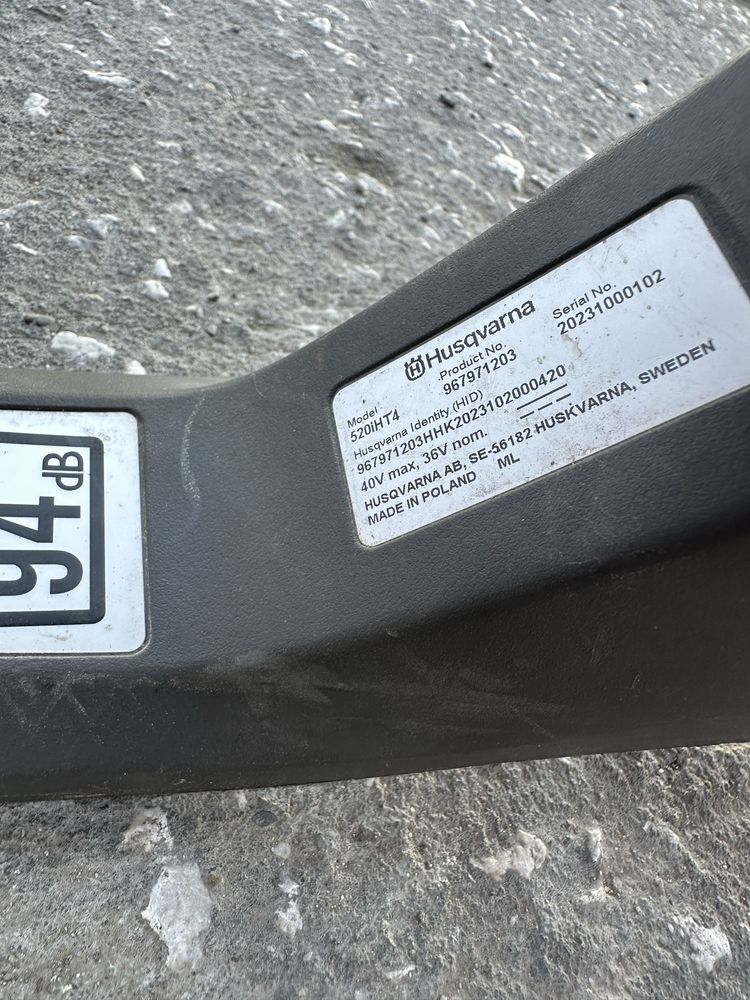 94 dB
Husqvarna
Product No.
967971203
Serial No.
20231000102
Model
520iHT4
Husqvarna Identity (HID)
967971203HHK2023102000420
40V max, 36V nom.
HUSQVARNA AB, SE-56182 HUSKVARNA, SWEDEN
MADE IN POLAND ML